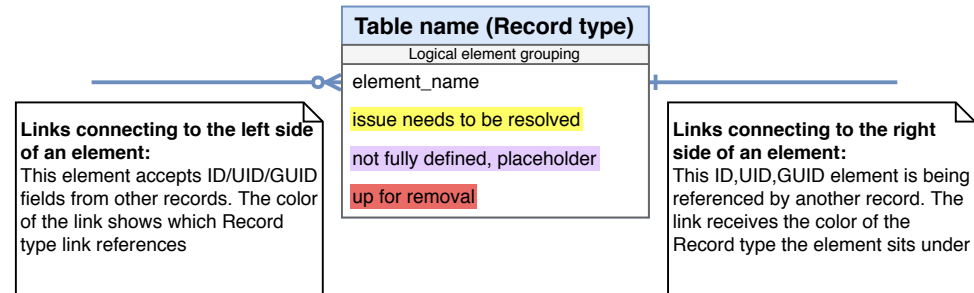 Table name (Record type)
Logical element grouping
element_name
issue needs to be resolved
not fully defined, placeholder
up for removal
Links connecting to the left side
of an element:
This element accepts ID/UID/GUID
fields from other records. The color
of the link shows which Record
type link references
Links connecting to the right
side of an element:
This ID,UID,GUID element is being
referenced by another record. The
link receives the color of the
Record type the element sits under